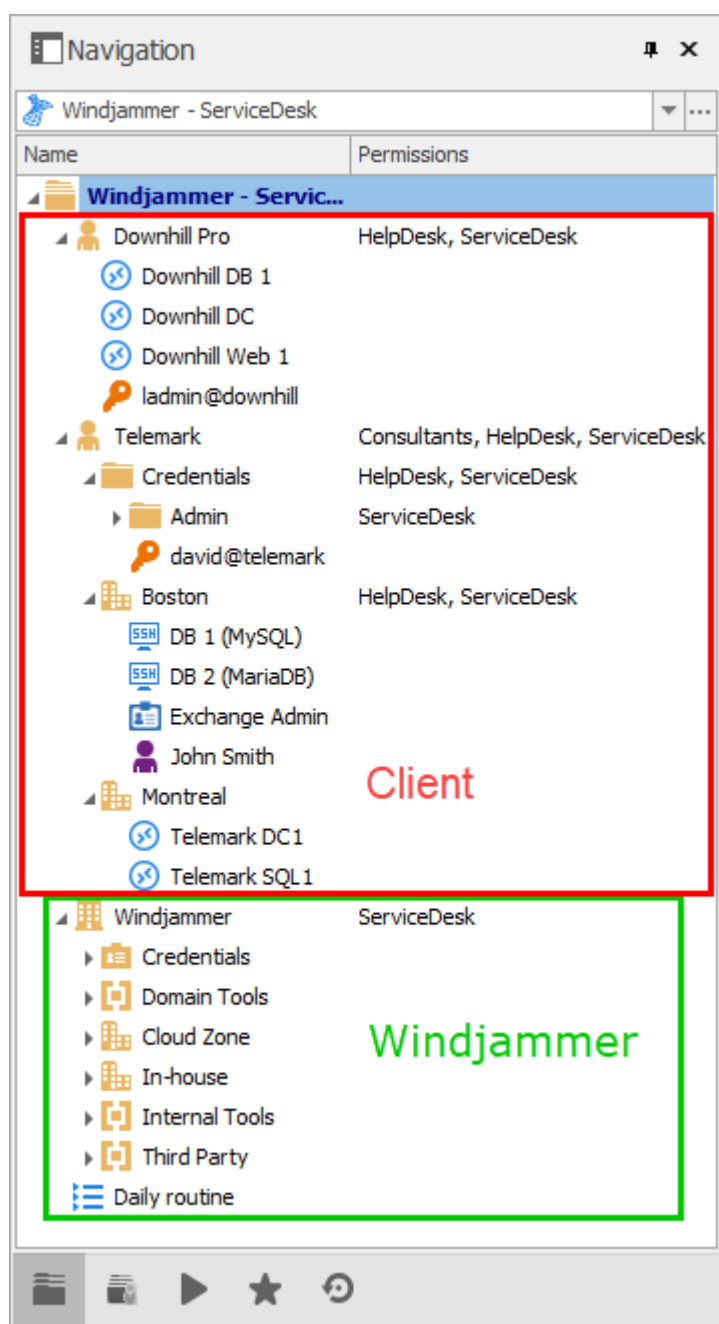 Navigation
Windjammer - ServiceDesk
Name Permissions
Windjammer - Servic...
Downhill Pro HelpDesk, ServiceDesk
Downhill DB 1
Downhill DC
Downhill Web 1
ladmin@downhill
Telemark Consultants, HelpDesk, ServiceDesk
Credentials HelpDesk, ServiceDesk
Admin ServiceDesk
david@telemark
Boston HelpDesk, ServiceDesk
SSH DB 1 (MySQL)
SSH DB 2 (MariaDB)
Exchange Admin
John Smith
Client
Montreal
Telemark DC1
Telemark SQL1
Windjammer ServiceDesk
Credentials
Domain Tools
Cloud Zone Windjammer
In-house
Internal Tools
Third Party
Daily routine